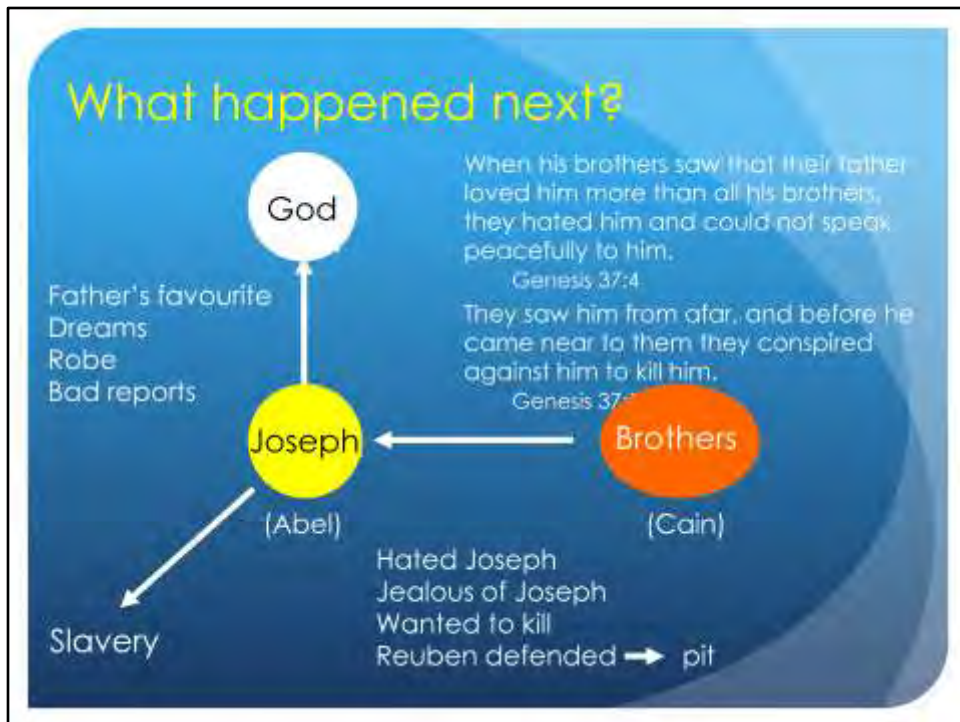 What happened next?
God
When his brothers saw that their father
loved him more than all his brothers,
they hated him and could not speak
peacefully to him.
Genesis 37:4
They saw him from afar, and before he
came near to them they conspired
against him to kill him.
Genesis 37:
Father's favourite
Dreams
Robe
Bad reports
Joseph
Brothers
(Abel)
(Cain)
Hated Joseph
Jealous of Joseph
Wanted to kill
Reuben defended → pit
Slavery